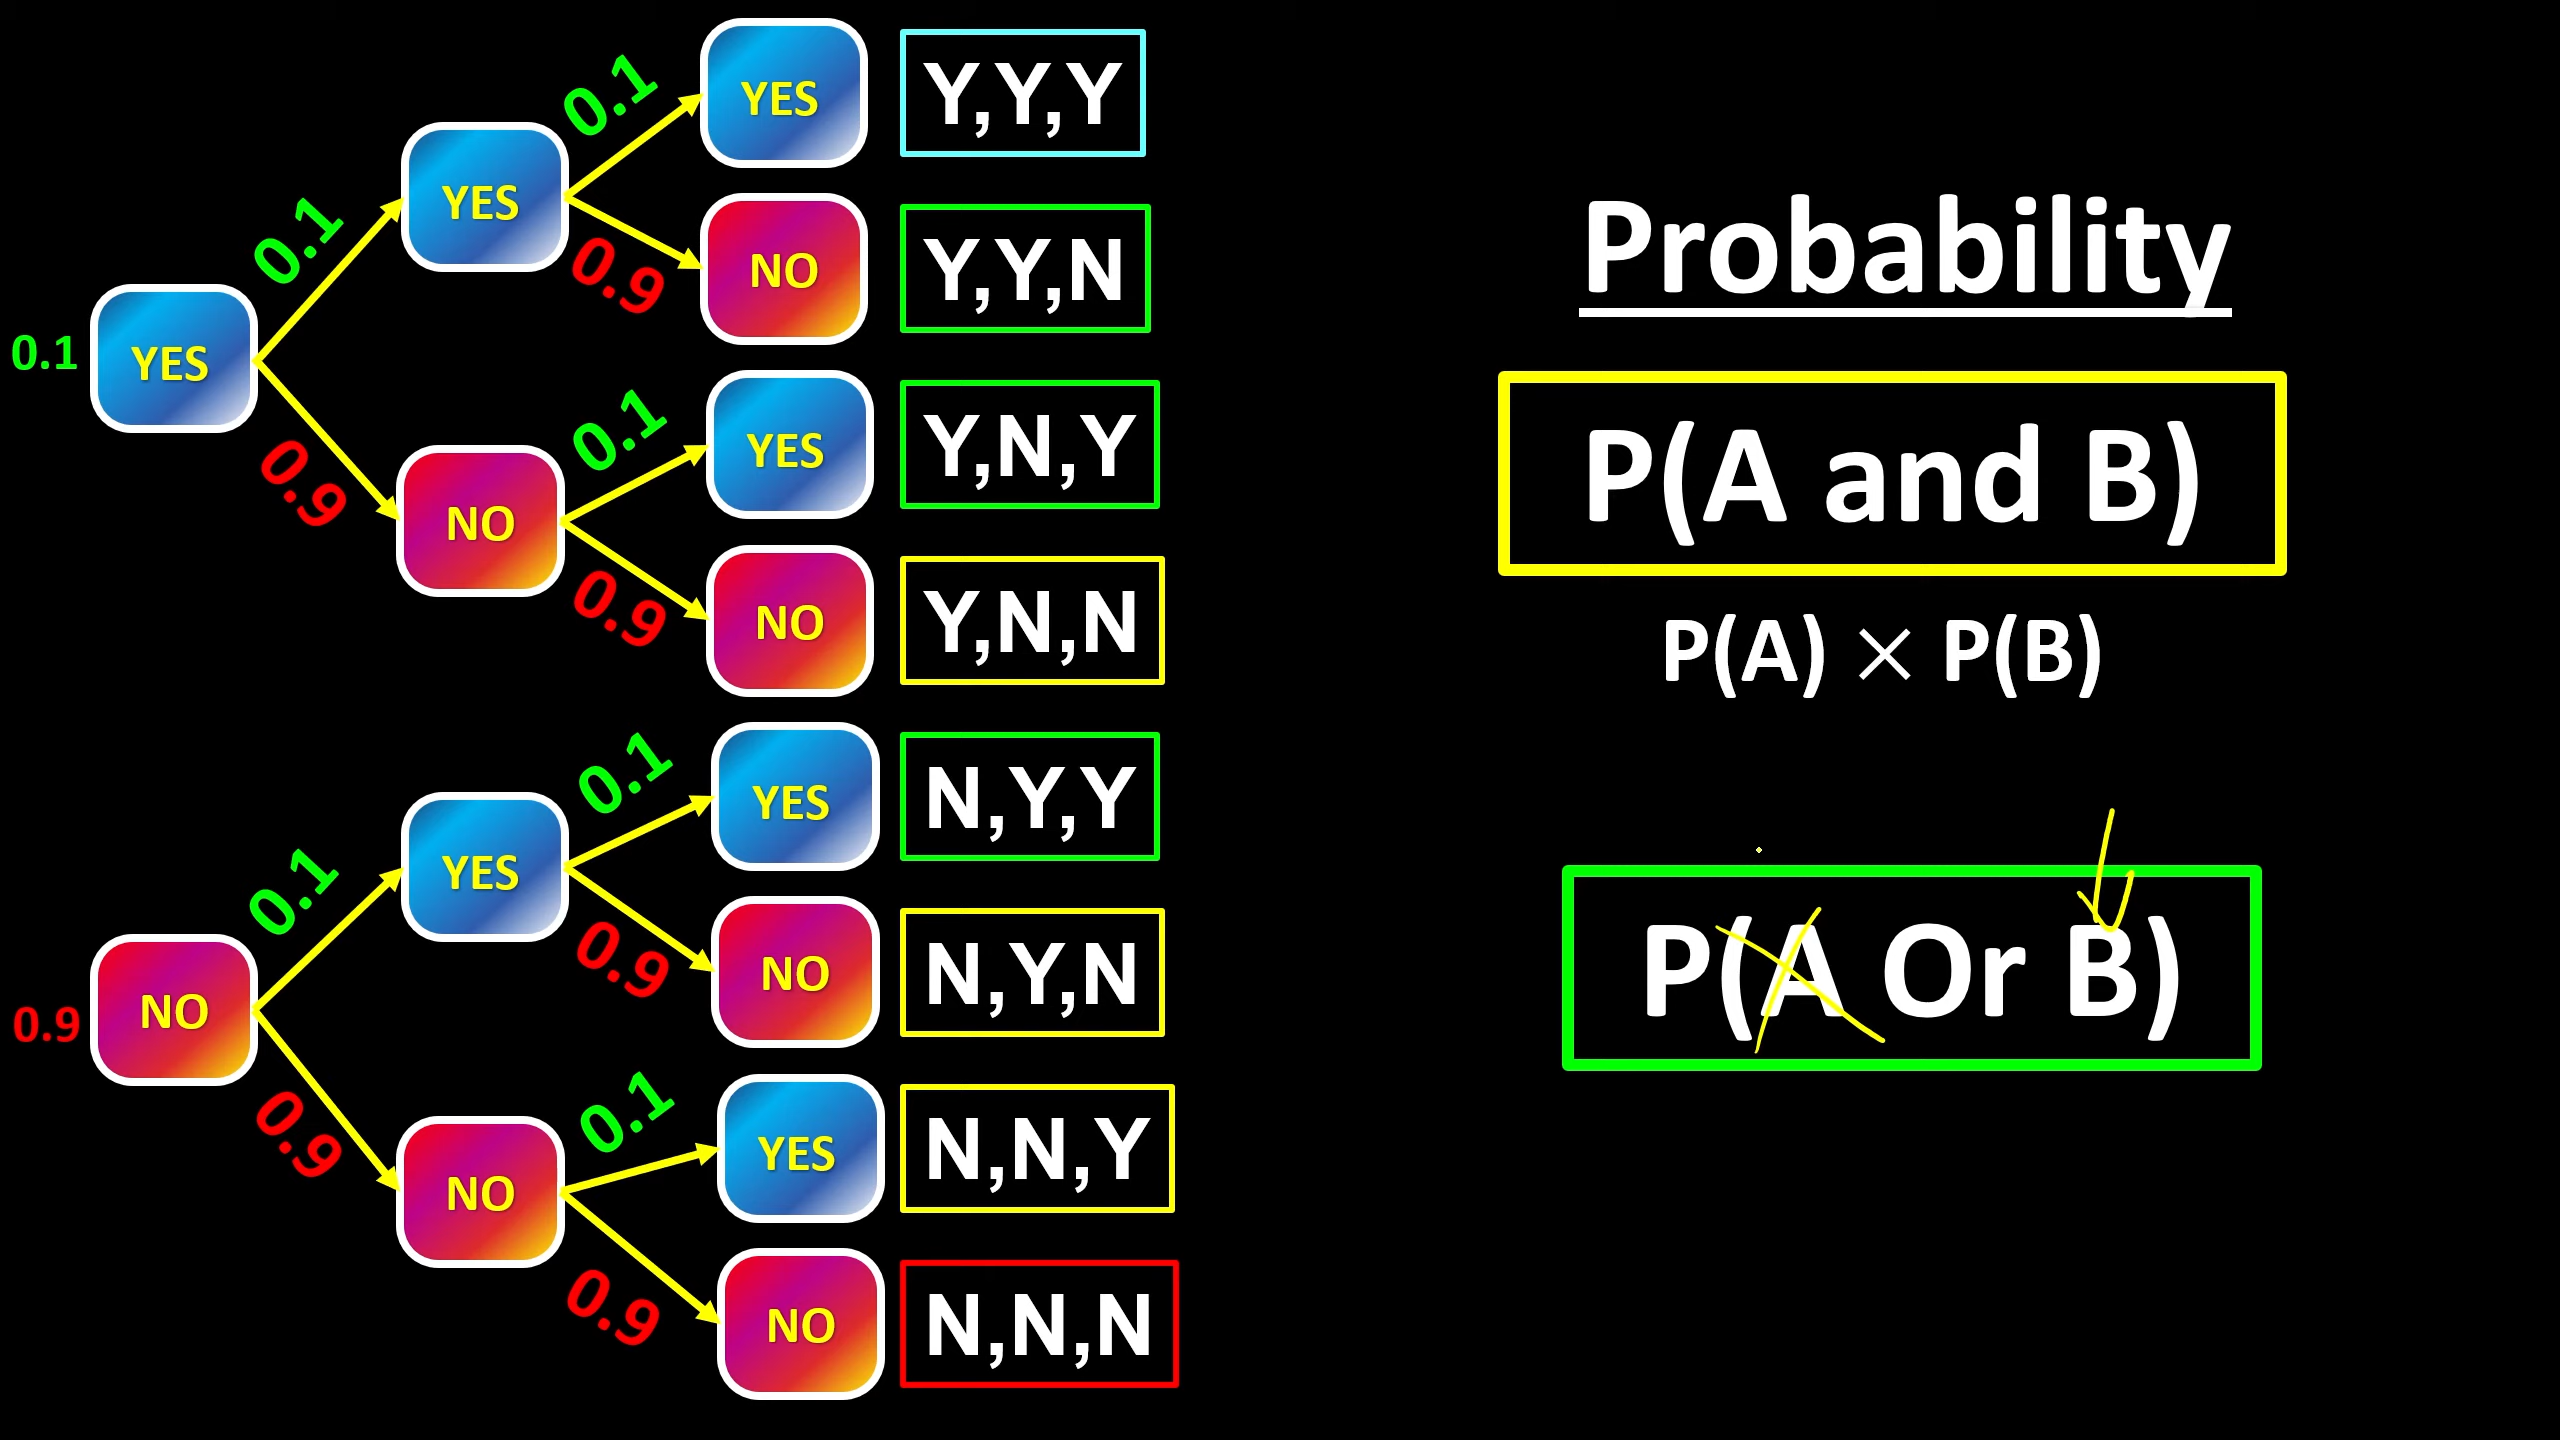 0.1
YES
0.1
YES
0.1
YES
Y,Y,Y
0.9
NO
Y,Y,N
0.9
NO
0.1
YES
Y,N,Y
0.9
NO
Y,N,N
0.9
NO
0.1
YES
0.1
YES
N,Y,Y
0.9
NO
N,Y,N
0.9
NO
0.1
YES
N,N,Y
0.9
NO
N,N,N
Probability
P(A and B)
P(A) × P(B)
P(A Or B)